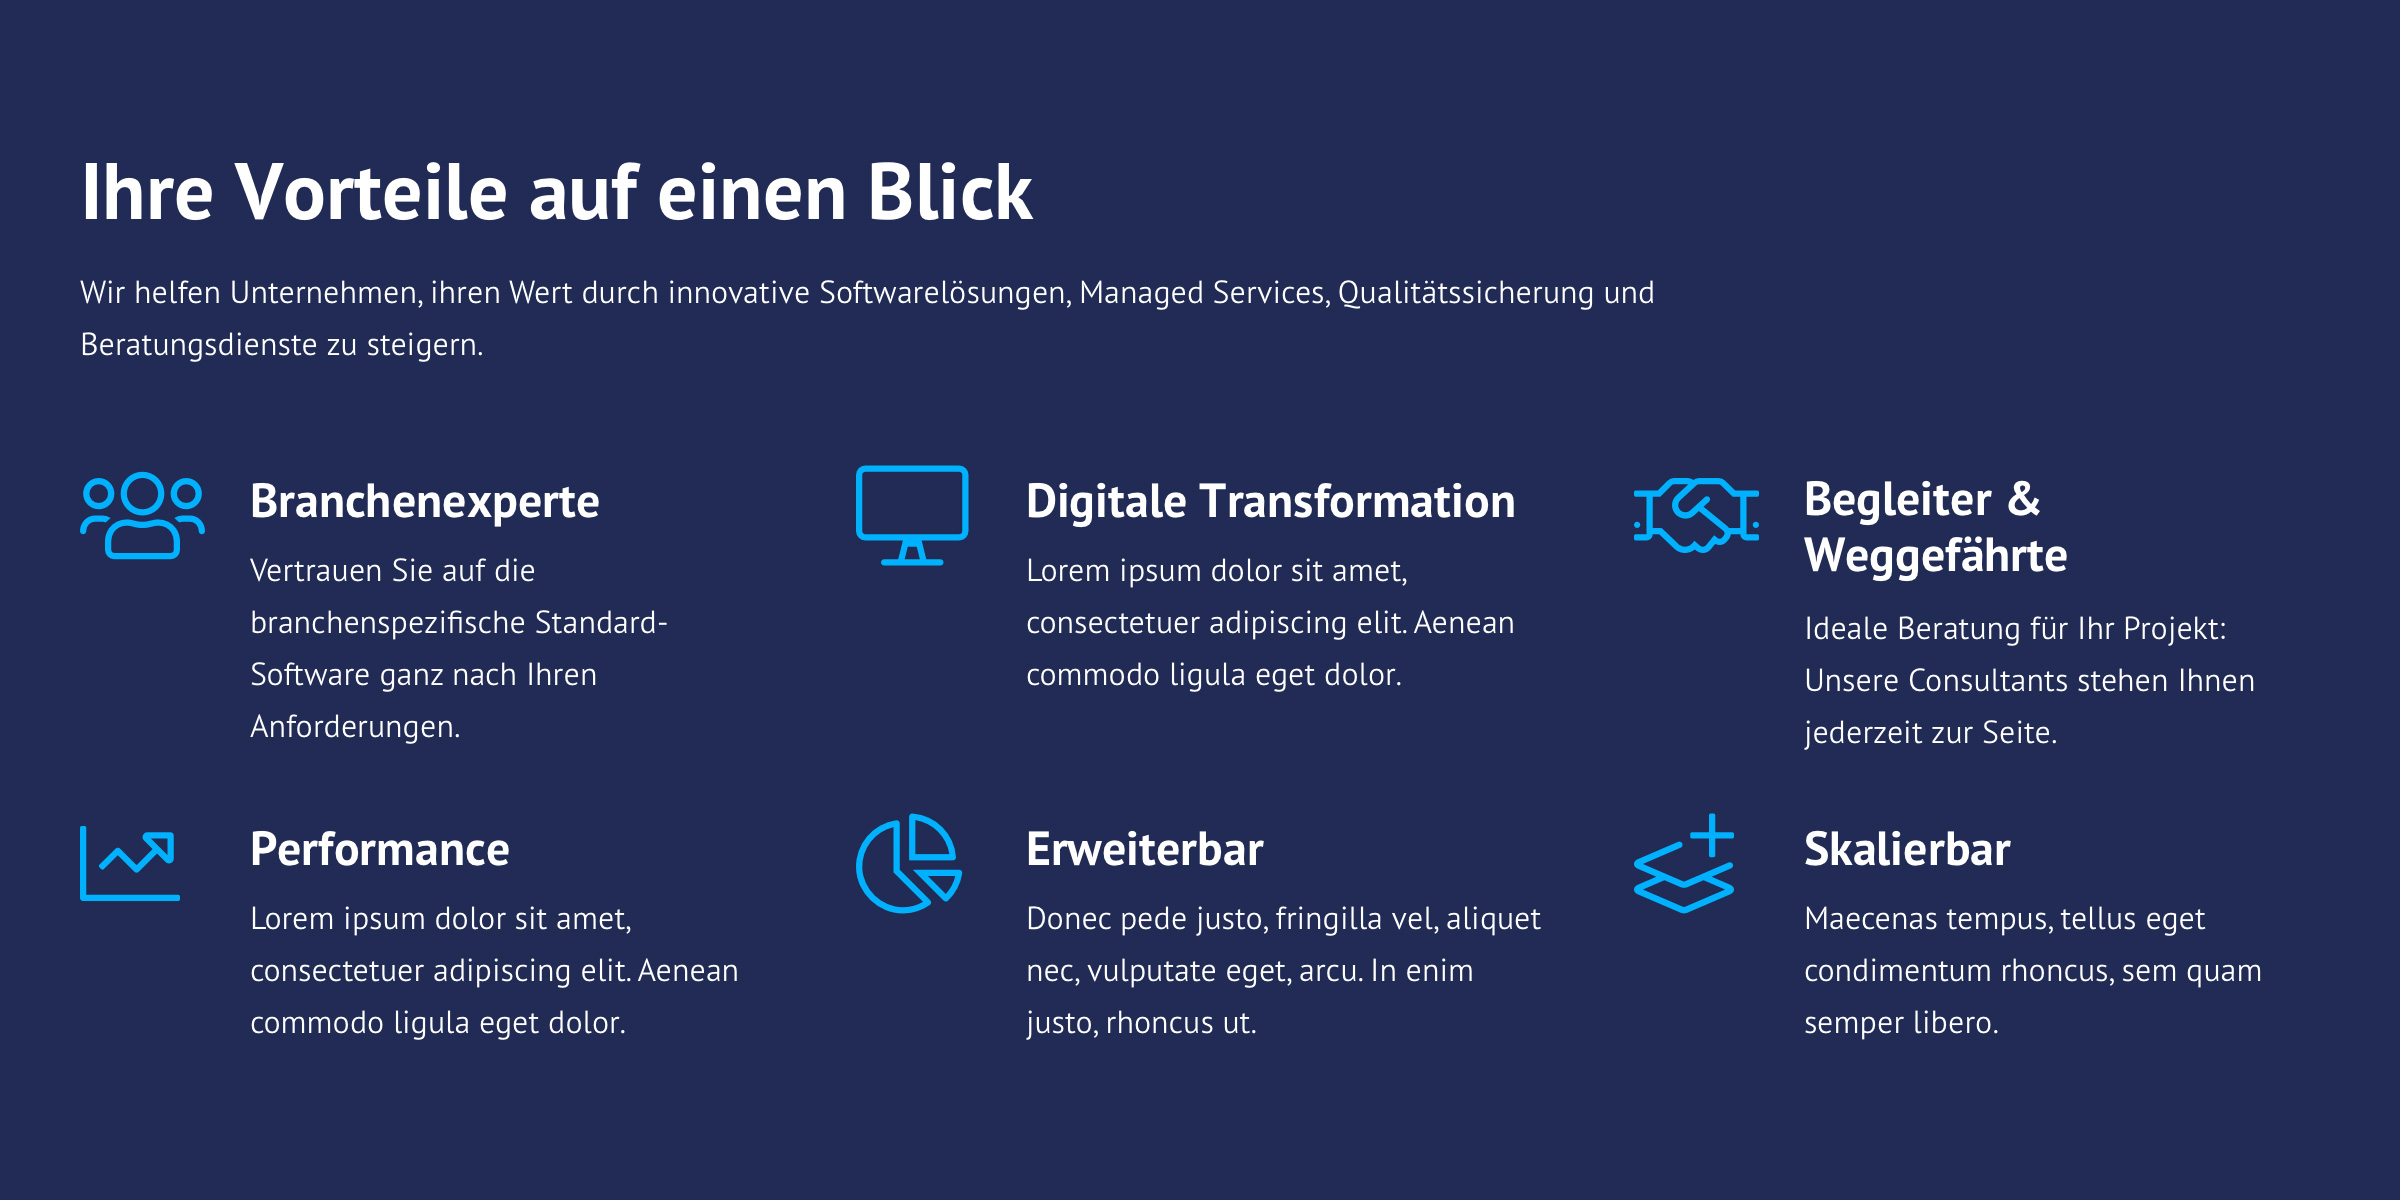 Ihre Vorteile auf einen Blick
Wir helfen Unternehmen, ihren Wert durch innovative Softwarelösungen, Managed Services, Qualitätssicherung und
Beratungsdienste zu steigern.
Branchenexperte
Vertrauen Sie auf die
branchenspezifische Standard-
Software ganz nach Ihren
Anforderungen.
Digitale Transformation
Lorem ipsum dolor sit amet,
consectetuer adipiscing elit. Aenean
commodo ligula eget dolor.
Begleiter &
Weggefährte
Ideale Beratung für Ihr Projekt:
Unsere Consultants stehen Ihnen
jederzeit zur Seite.
Performance
Lorem ipsum dolor sit amet,
consectetuer adipiscing elit. Aenean
commodo ligula eget dolor.
Erweiterbar
Donec pede justo, fringilla vel, aliquet
nec, vulputate eget, arcu. In enim
justo, rhoncus ut.
Skalierbar
Maecenas tempus, tellus eget
condimentum rhoncus, sem quam
semper libero.